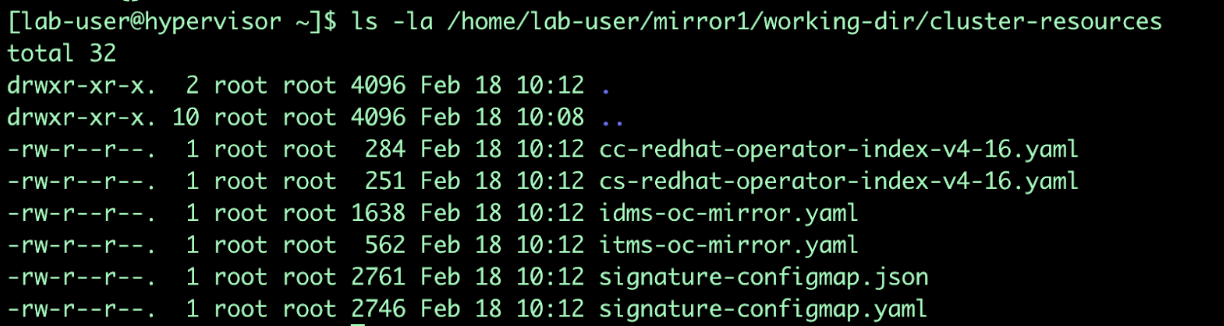 [lab-user@hypervisor ~]$ ls -la /home/lab-user/mirror1/working-dir/cluster-resources
total 32
drwxr-xr-x.  2 root root 4096 Feb 18 10:12 .
drwxr-xr-x. 10 root root 4096 Feb 18 10:08 ..
-rw-r--r--.  1 root root  284 Feb 18 10:12 cc-redhat-operator-index-v4-16.yaml
-rw-r--r--.  1 root root  251 Feb 18 10:12 cs-redhat-operator-index-v4-16.yaml
-rw-r--r--.  1 root root 1638 Feb 18 10:12 idms-oc-mirror.yaml
-rw-r--r--.  1 root root  562 Feb 18 10:12 itms-oc-mirror.yaml
-rw-r--r--.  1 root root 2761 Feb 18 10:12 signature-configmap.json
-rw-r--r--.  1 root root 2746 Feb 18 10:12 signature-configmap.yaml